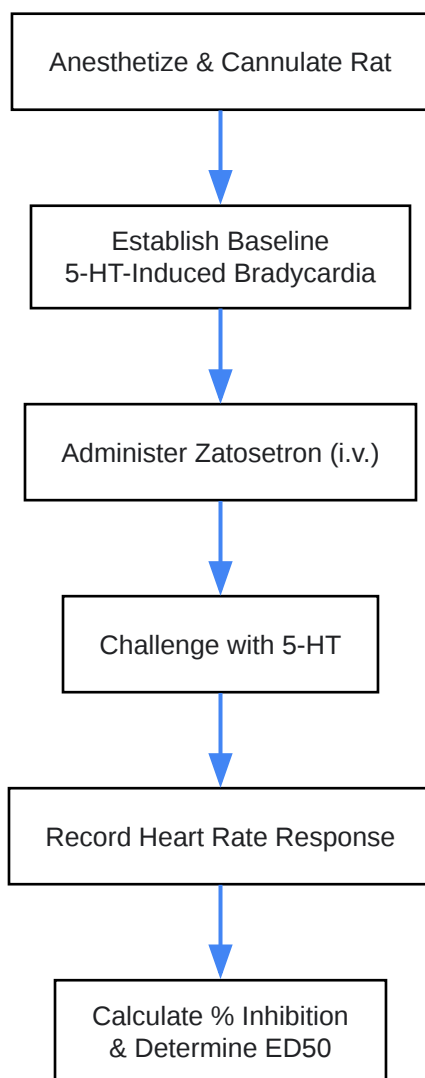 Anesthetize & Cannulate Rat
Establish Baseline
5-HT-Induced Bradycardia
Administer Zatosetron (i.v.)
Challenge with 5-HT
Record Heart Rate Response
Calculate % Inhibition
& Determine ED50